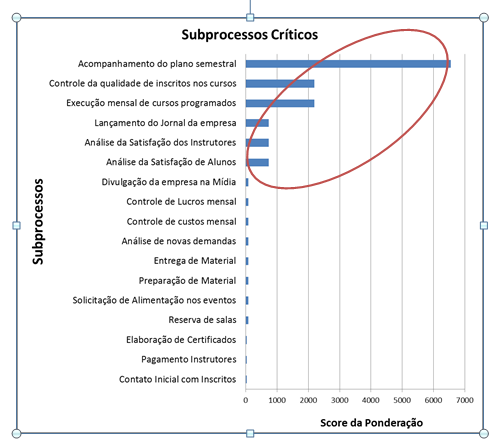 Subprocessos Críticos
Acompanhamento do plano semestral
Controle da qualidade de inscritos nos cursos
Execução mensal de cursos programados
Lançamento do Jornal da empresa
Análise da Satisfação dos Instrutores
Análise da Satisfação de Alunos
Divulgação da empresa na Mídia
Controle de Lucros mensal
Controle de custos mensal
Análise de novas demandas
Entrega de Material
Preparação de Material
Solicitação de Alimentação nos eventos
Reserva de salas
Elaboração de Certificados
Pagamento Instrutores
Contato Inicial com Inscritos
Subprocessos
0 1000 2000 3000 4000 5000 6000 7000
Score da Ponderação